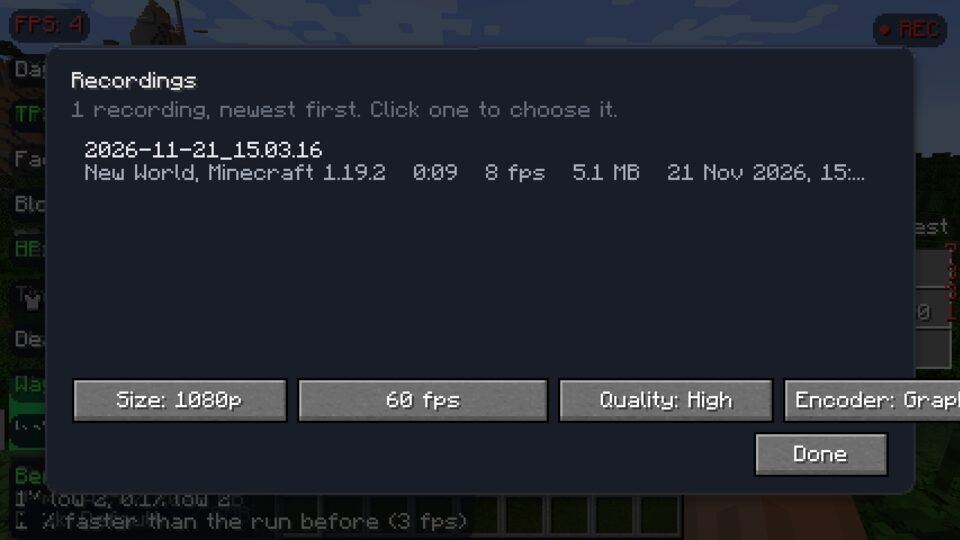 FPS: 4
REC
Recordings
1 recording, newest first. Click one to choose it.
2026-11-21_15.03.16
New World, Minecraft 1.19.2 0:09 8 fps 5.1 MB 21 Nov 2026, 15:...
Size: 1080p
60 fps
Quality: High
Encoder: Grap
Done
faster than the run before (3 fps)